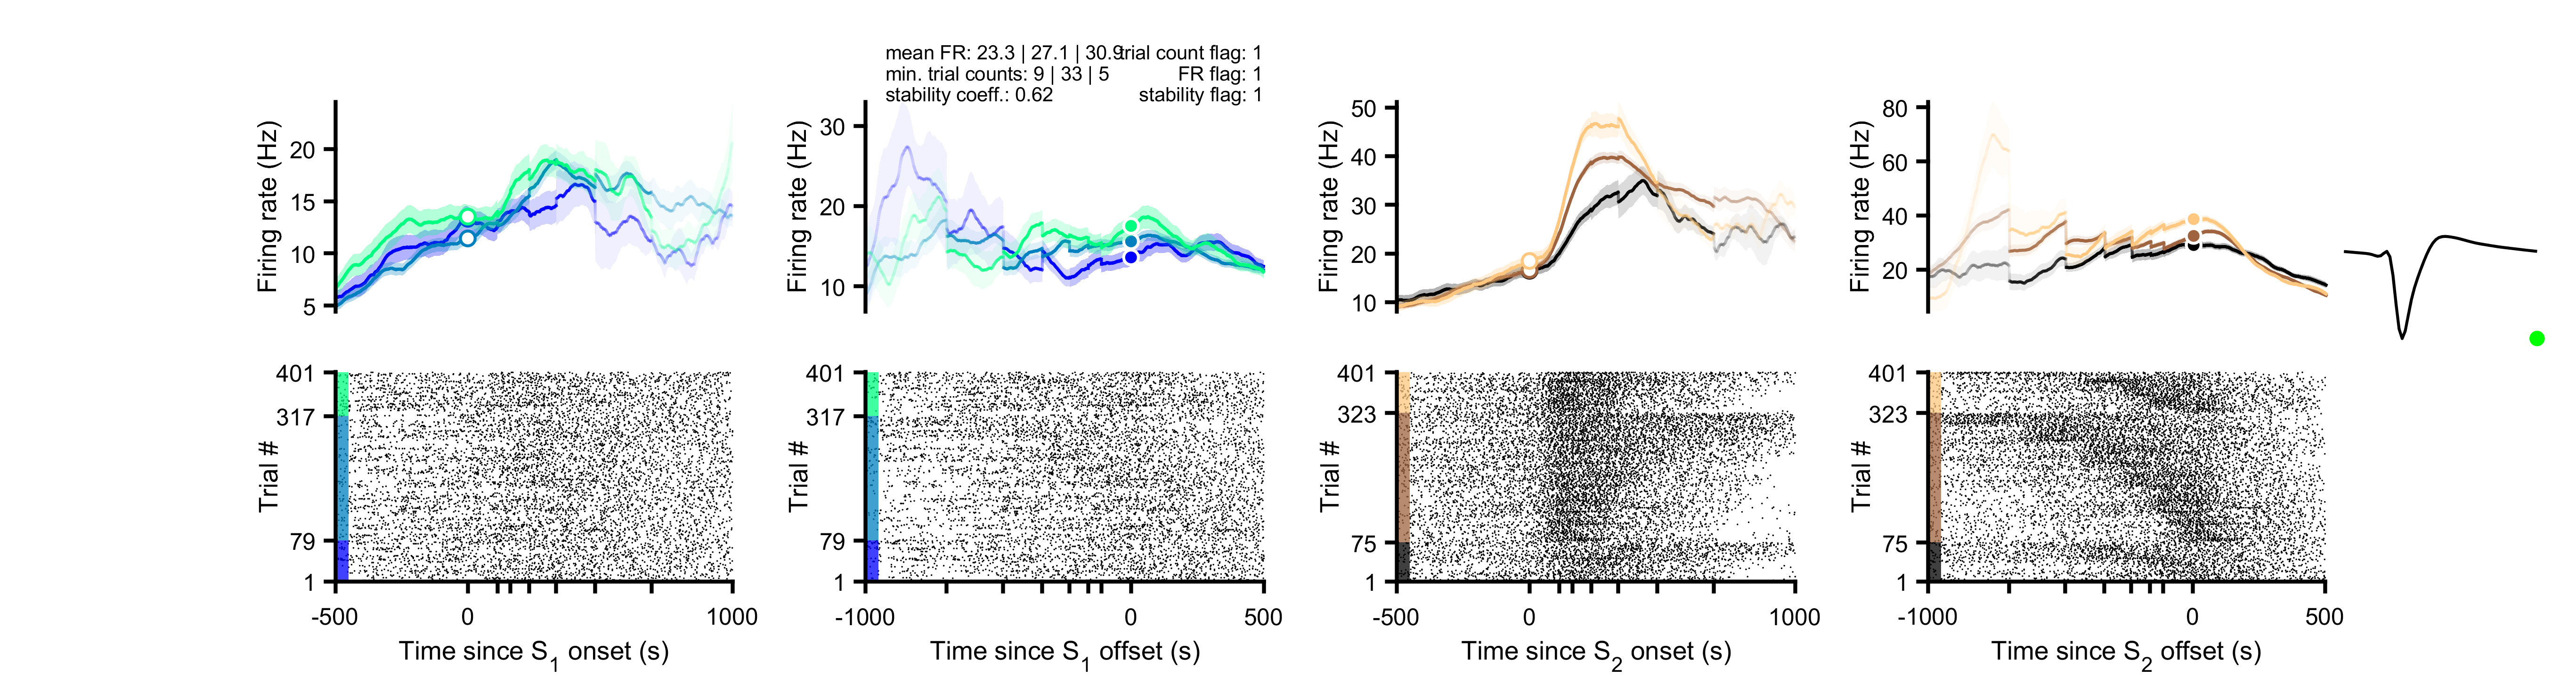 mean FR: 23.3 | 27.1 | 30.9
trial count flag: 1
min. trial counts: 9 | 33 | 5
FR flag: 1
stability coeff.: 0.62
stability flag: 1
Firing rate (Hz)
20
15
10
5
Firing rate (Hz)
30
20
10
Firing rate (Hz)
50
40
30
20
10
Firing rate (Hz)
80
60
40
20
Trial #
401
317
79
1
-500
0
1000
Time since S1 onset (s)
Trial #
401
317
79
1
-1000
0
500
Time since S1 offset (s)
Trial #
401
323
75
1
-500
0
1000
Time since S2 onset (s)
Trial #
401
323
75
1
-1000
0
500
Time since S2 offset (s)